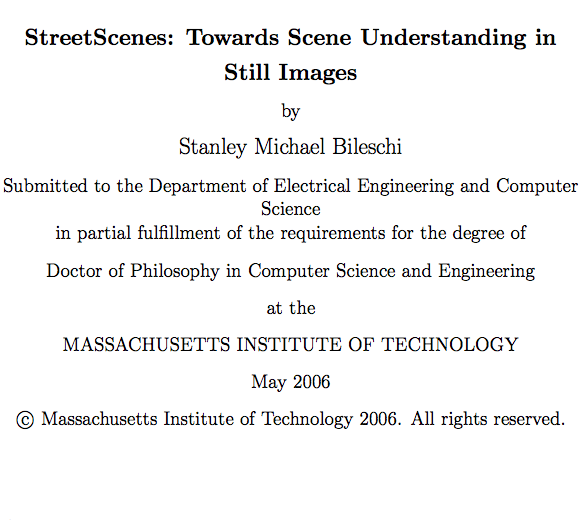 StreetScenes: Towards Scene Understanding in
Still Images
by
Stanley Michael Bileschi
Submitted to the Department of Electrical Engineering and Computer
Science
in partial fulfillment of the requirements for the degree of
Doctor of Philosophy in Computer Science and Engineering
at the
MASSACHUSETTS INSTITUTE OF TECHNOLOGY
May 2006
© Massachusetts Institute of Technology 2006. All rights reserved.